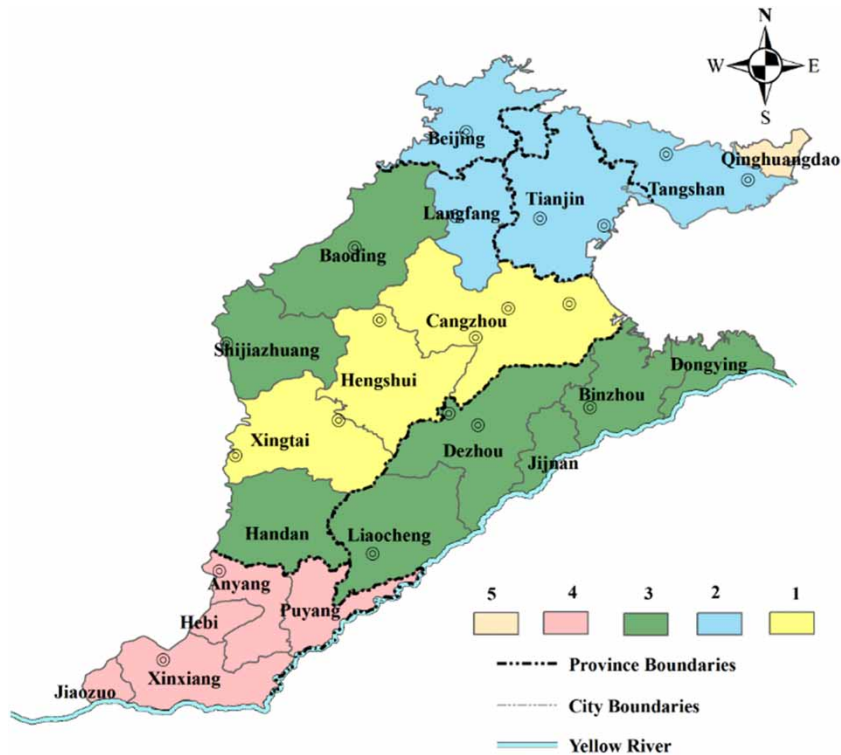 N
W E
S
Beijing
Qinghuangdao
Tianjin
Tangshan
Langfang
Baoding
Cangzhou
Shijiazhuang
Hengshui
Dongying
Binzhou
Xingtai
Dezhou
Jijnan
Handan
Liaocheng
Anyang
Puyang
Hebi
Xinxiang
Jiaozuo
5 4 3 2 1
Province Boundaries
City Boundaries
Yellow River